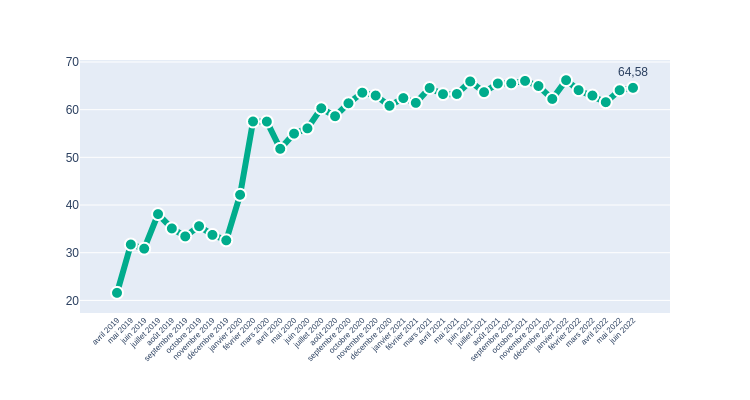 70
64,58
60
50
40
30
20
avril 2019
mai 2019
juin 2019
juillet 2019
août 2019
septembre 2019
octobre 2019
novembre 2019
décembre 2019
janvier 2020
février 2020
mars 2020
avril 2020
mai 2020
juin 2020
juillet 2020
août 2020
septembre 2020
octobre 2020
novembre 2020
décembre 2020
janvier 2021
février 2021
mars 2021
avril 2021
mai 2021
juin 2021
juillet 2021
août 2021
septembre 2021
octobre 2021
novembre 2021
décembre 2021
janvier 2022
février 2022
mars 2022
avril 2022
mai 2022
juin 2022